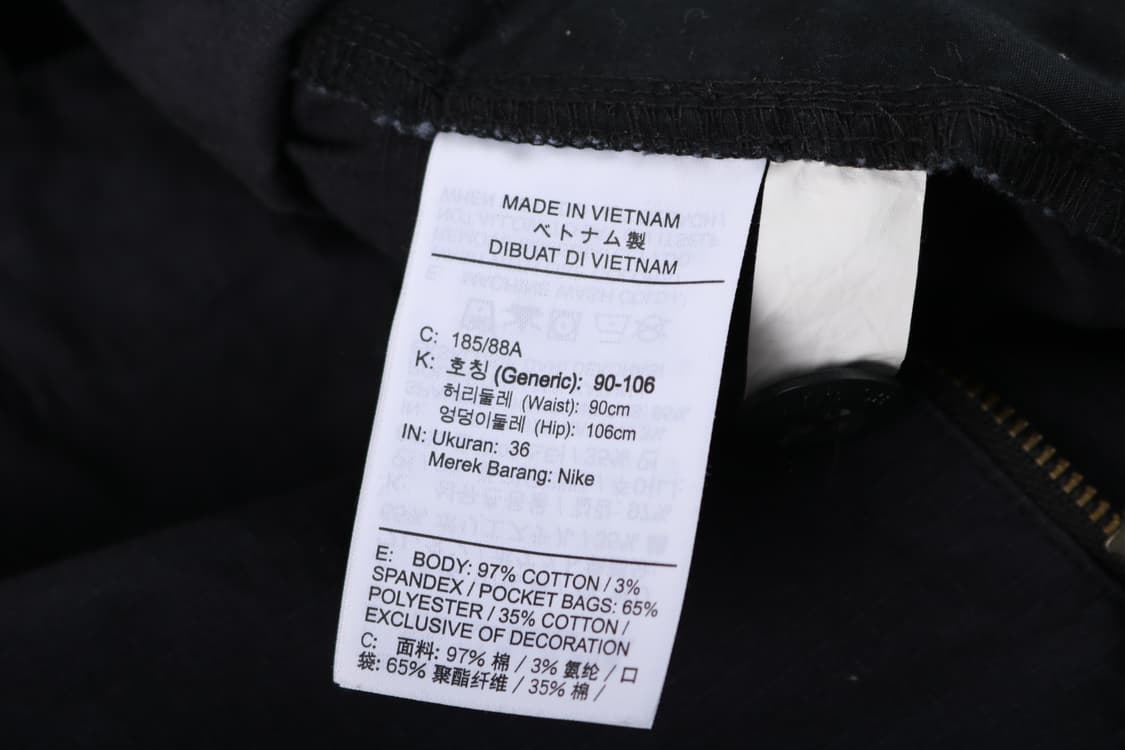 MADE IN VIETNAM
ベトナム製
DIBUAT DI VIETNAM
C: 185/88A
K: 호칭 (Generic): 90-106
허리둘레 (Waist): 90cm
엉덩이둘레 (Hip): 106cm
IN: Ukuran: 36
Merek Barang: Nike
E: BODY: 97% COTTON / 3%
SPANDEX / POCKET BAGS: 65%
POLYESTER / 35% COTTON /
EXCLUSIVE OF DECORATION
C: 面料: 97% 棉 / 3% 氨纶 / 口
袋: 65% 聚酯纤维 / 35% 棉 /